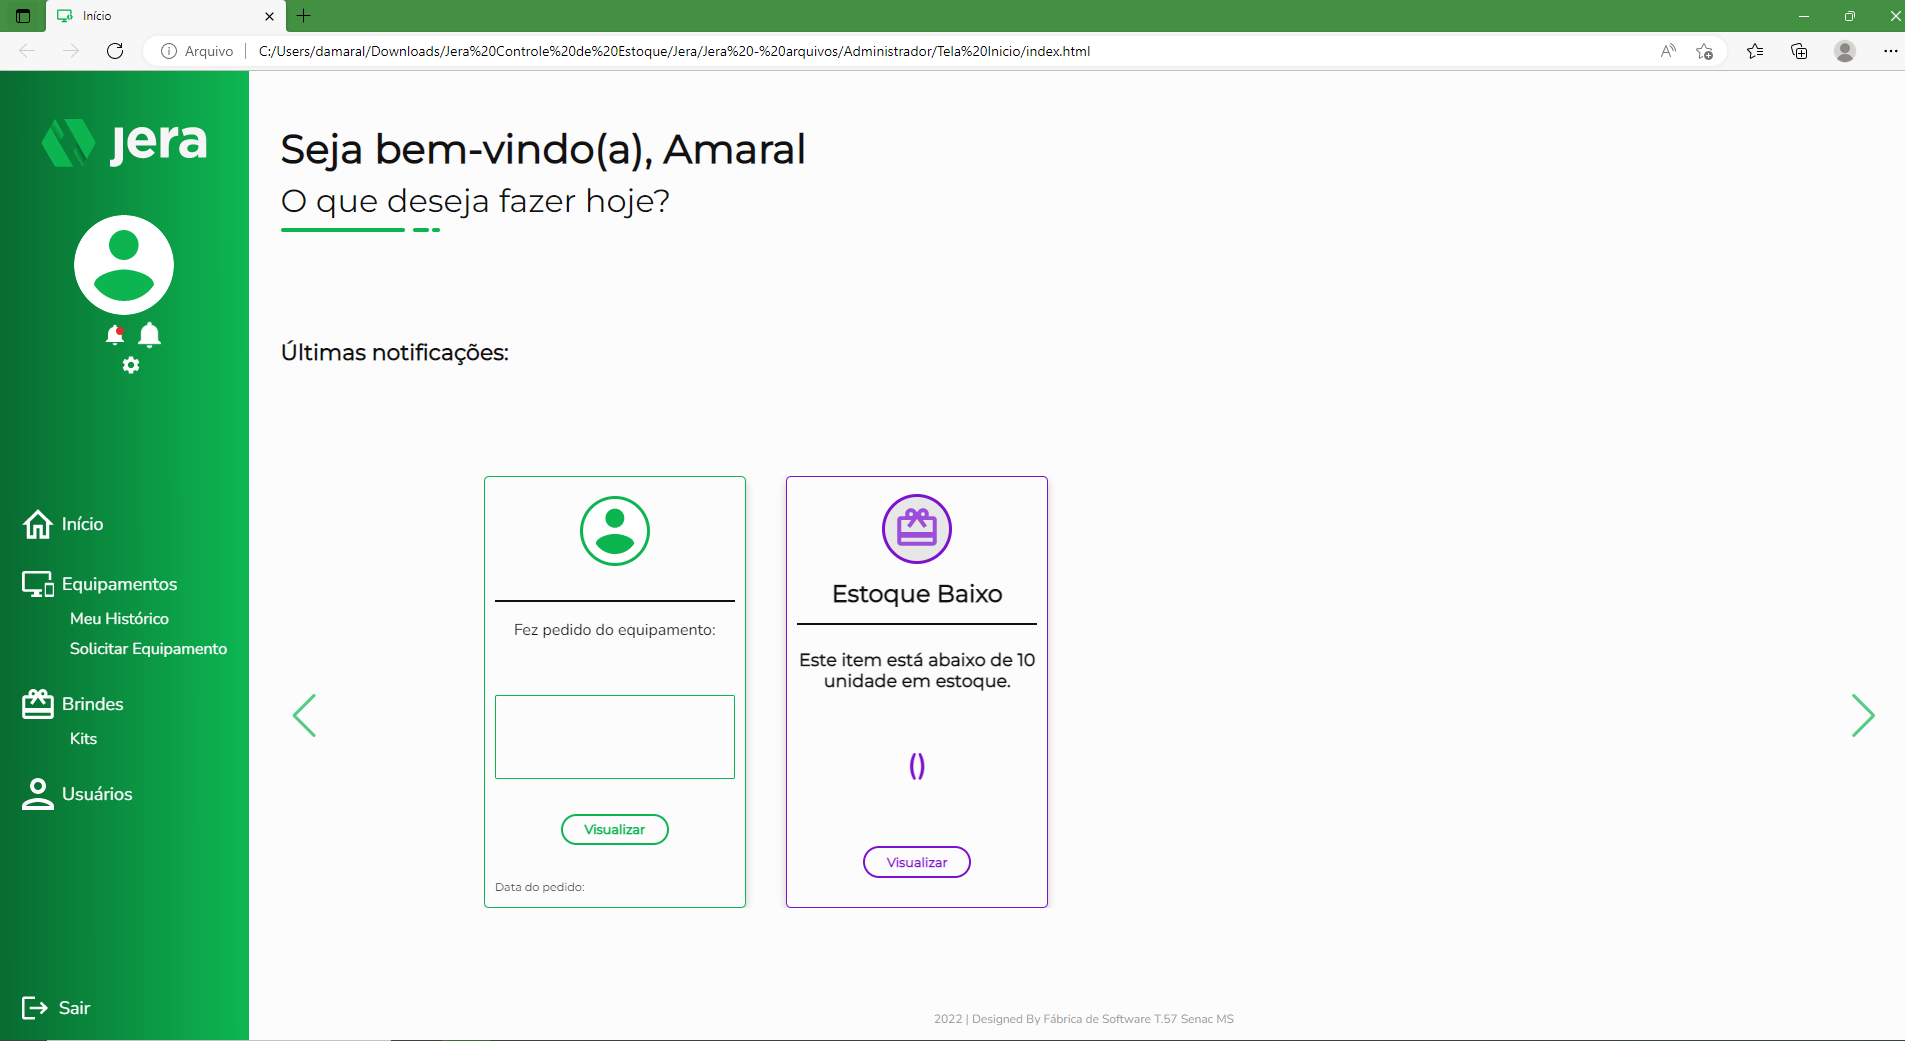 Início
Arquivo
C:/Users/damaral/Downloads/Jera%20Controle%20de%20Estoque/Jera/Jera%20-%20arquivos/Administrador/Tela%20Inicio/index.html
Jera
Seja bem-vindo(a), Amaral
O que deseja fazer hoje?
Últimas notificações:
Início
Equipamentos
Meu Histórico
Solicitar Equipamento
Brindes
Kits
Usuários
Sair
Fez pedido do equipamento:
Visualizar
Data do pedido:
Estoque Baixo
Este item está abaixo de 10
unidade em estoque.
()
Visualizar
2022 | Designed By Fábrica de Software T.57 Senac MS